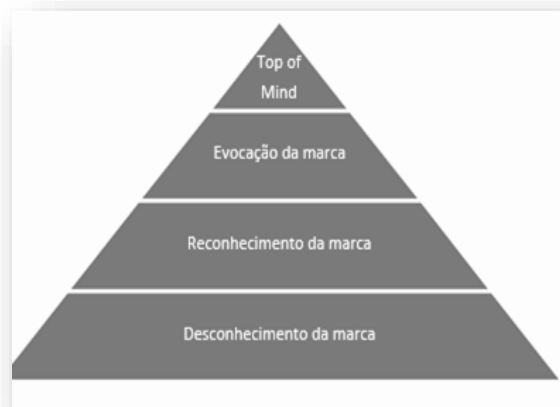 Top of
Mind
Evocação da marca
Reconhecimento da marca
Desconhecimento da marca